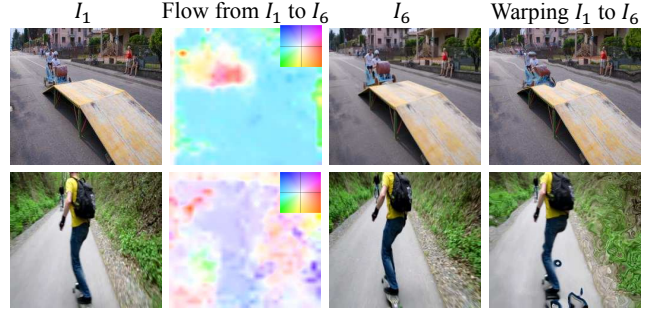 I₁ Flow from I₁ to I₆ I₆ Warping I₁ to I₆